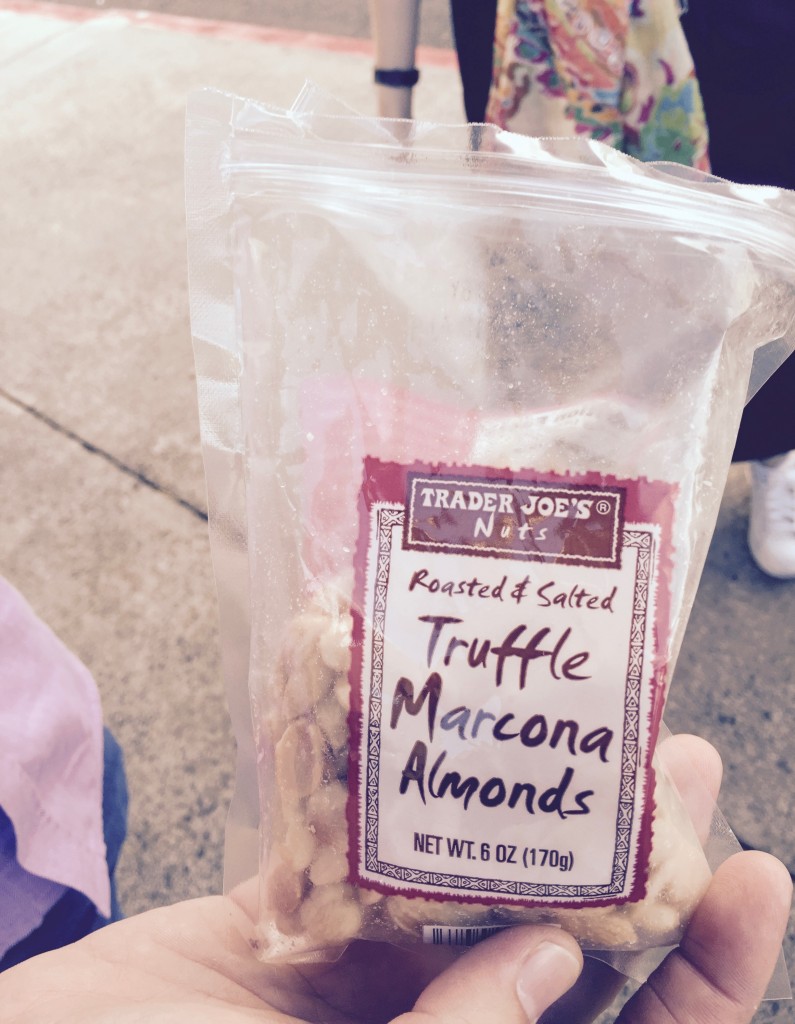 TRADER JOE'S®
Nuts
Roasted & Salted
Truffle
Marcona
Almonds
NET WT. 6 OZ (170g)